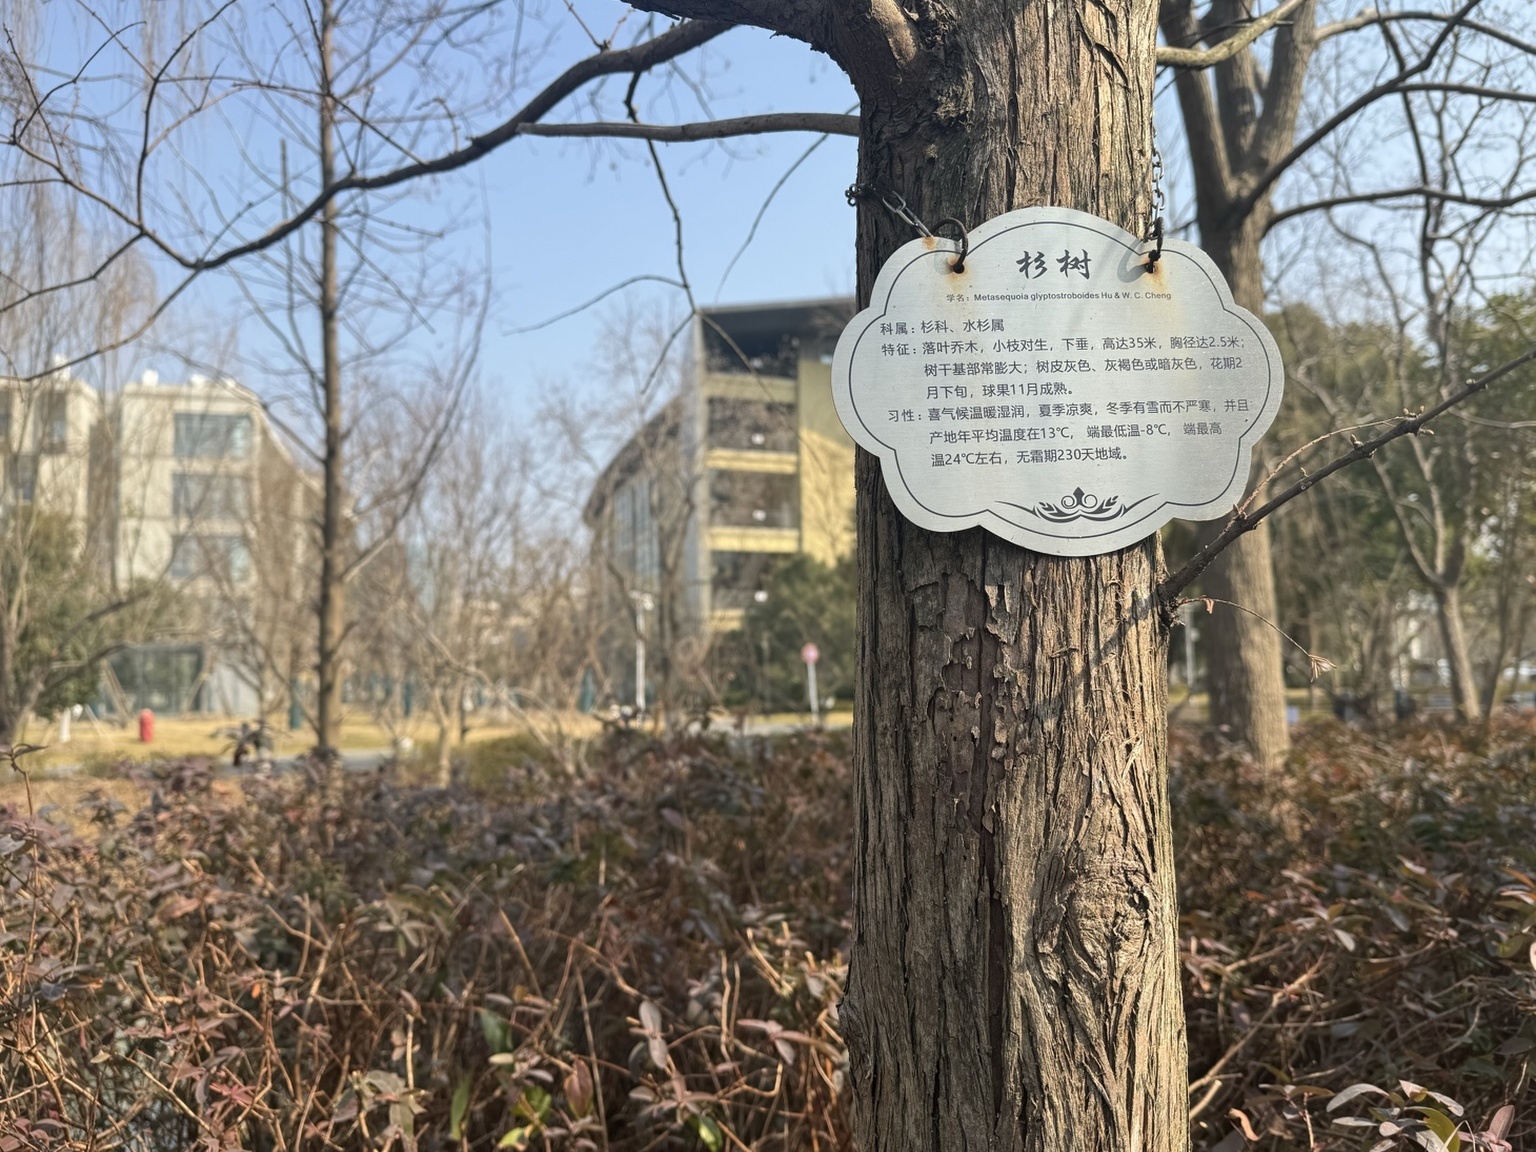 杉树
学名：Metasequoia glyptostroboides Hu & W. C. Cheng
科属：杉科、水杉属
特征：落叶乔木，小枝对生，下垂，高达35米，胸径达2.5米；
树干基部常膨大；树皮灰色、灰褐色或暗灰色，花期2
月下旬，球果11月成熟。
习性：喜气候温暖湿润，夏季凉爽，冬季有雪而不严寒，并且
产地年平均温度在13℃， 端最低温-8℃， 端最高
温24℃左右，无霜期230天地域。